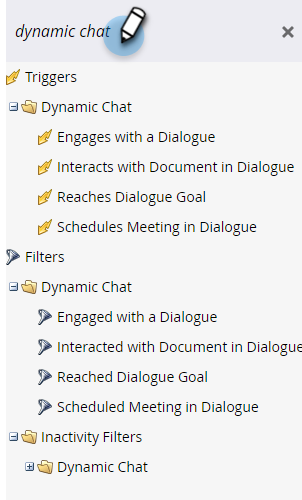 dynamic chat
Triggers
Dynamic Chat
Engages with a Dialogue
Interacts with Document in Dialogue
Reaches Dialogue Goal
Schedules Meeting in Dialogue
Filters
Dynamic Chat
Engaged with a Dialogue
Interacted with Document in Dialogue
Reached Dialogue Goal
Scheduled Meeting in Dialogue
Inactivity Filters
Dynamic Chat